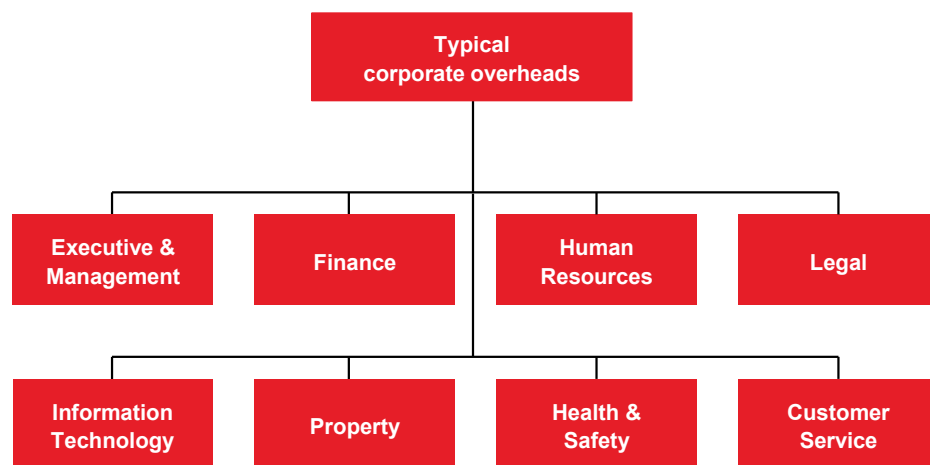 Typical
corporate overheads
Executive &
Management
Finance
Human
Resources
Legal
Information
Technology
Property
Health &
Safety
Customer
Service